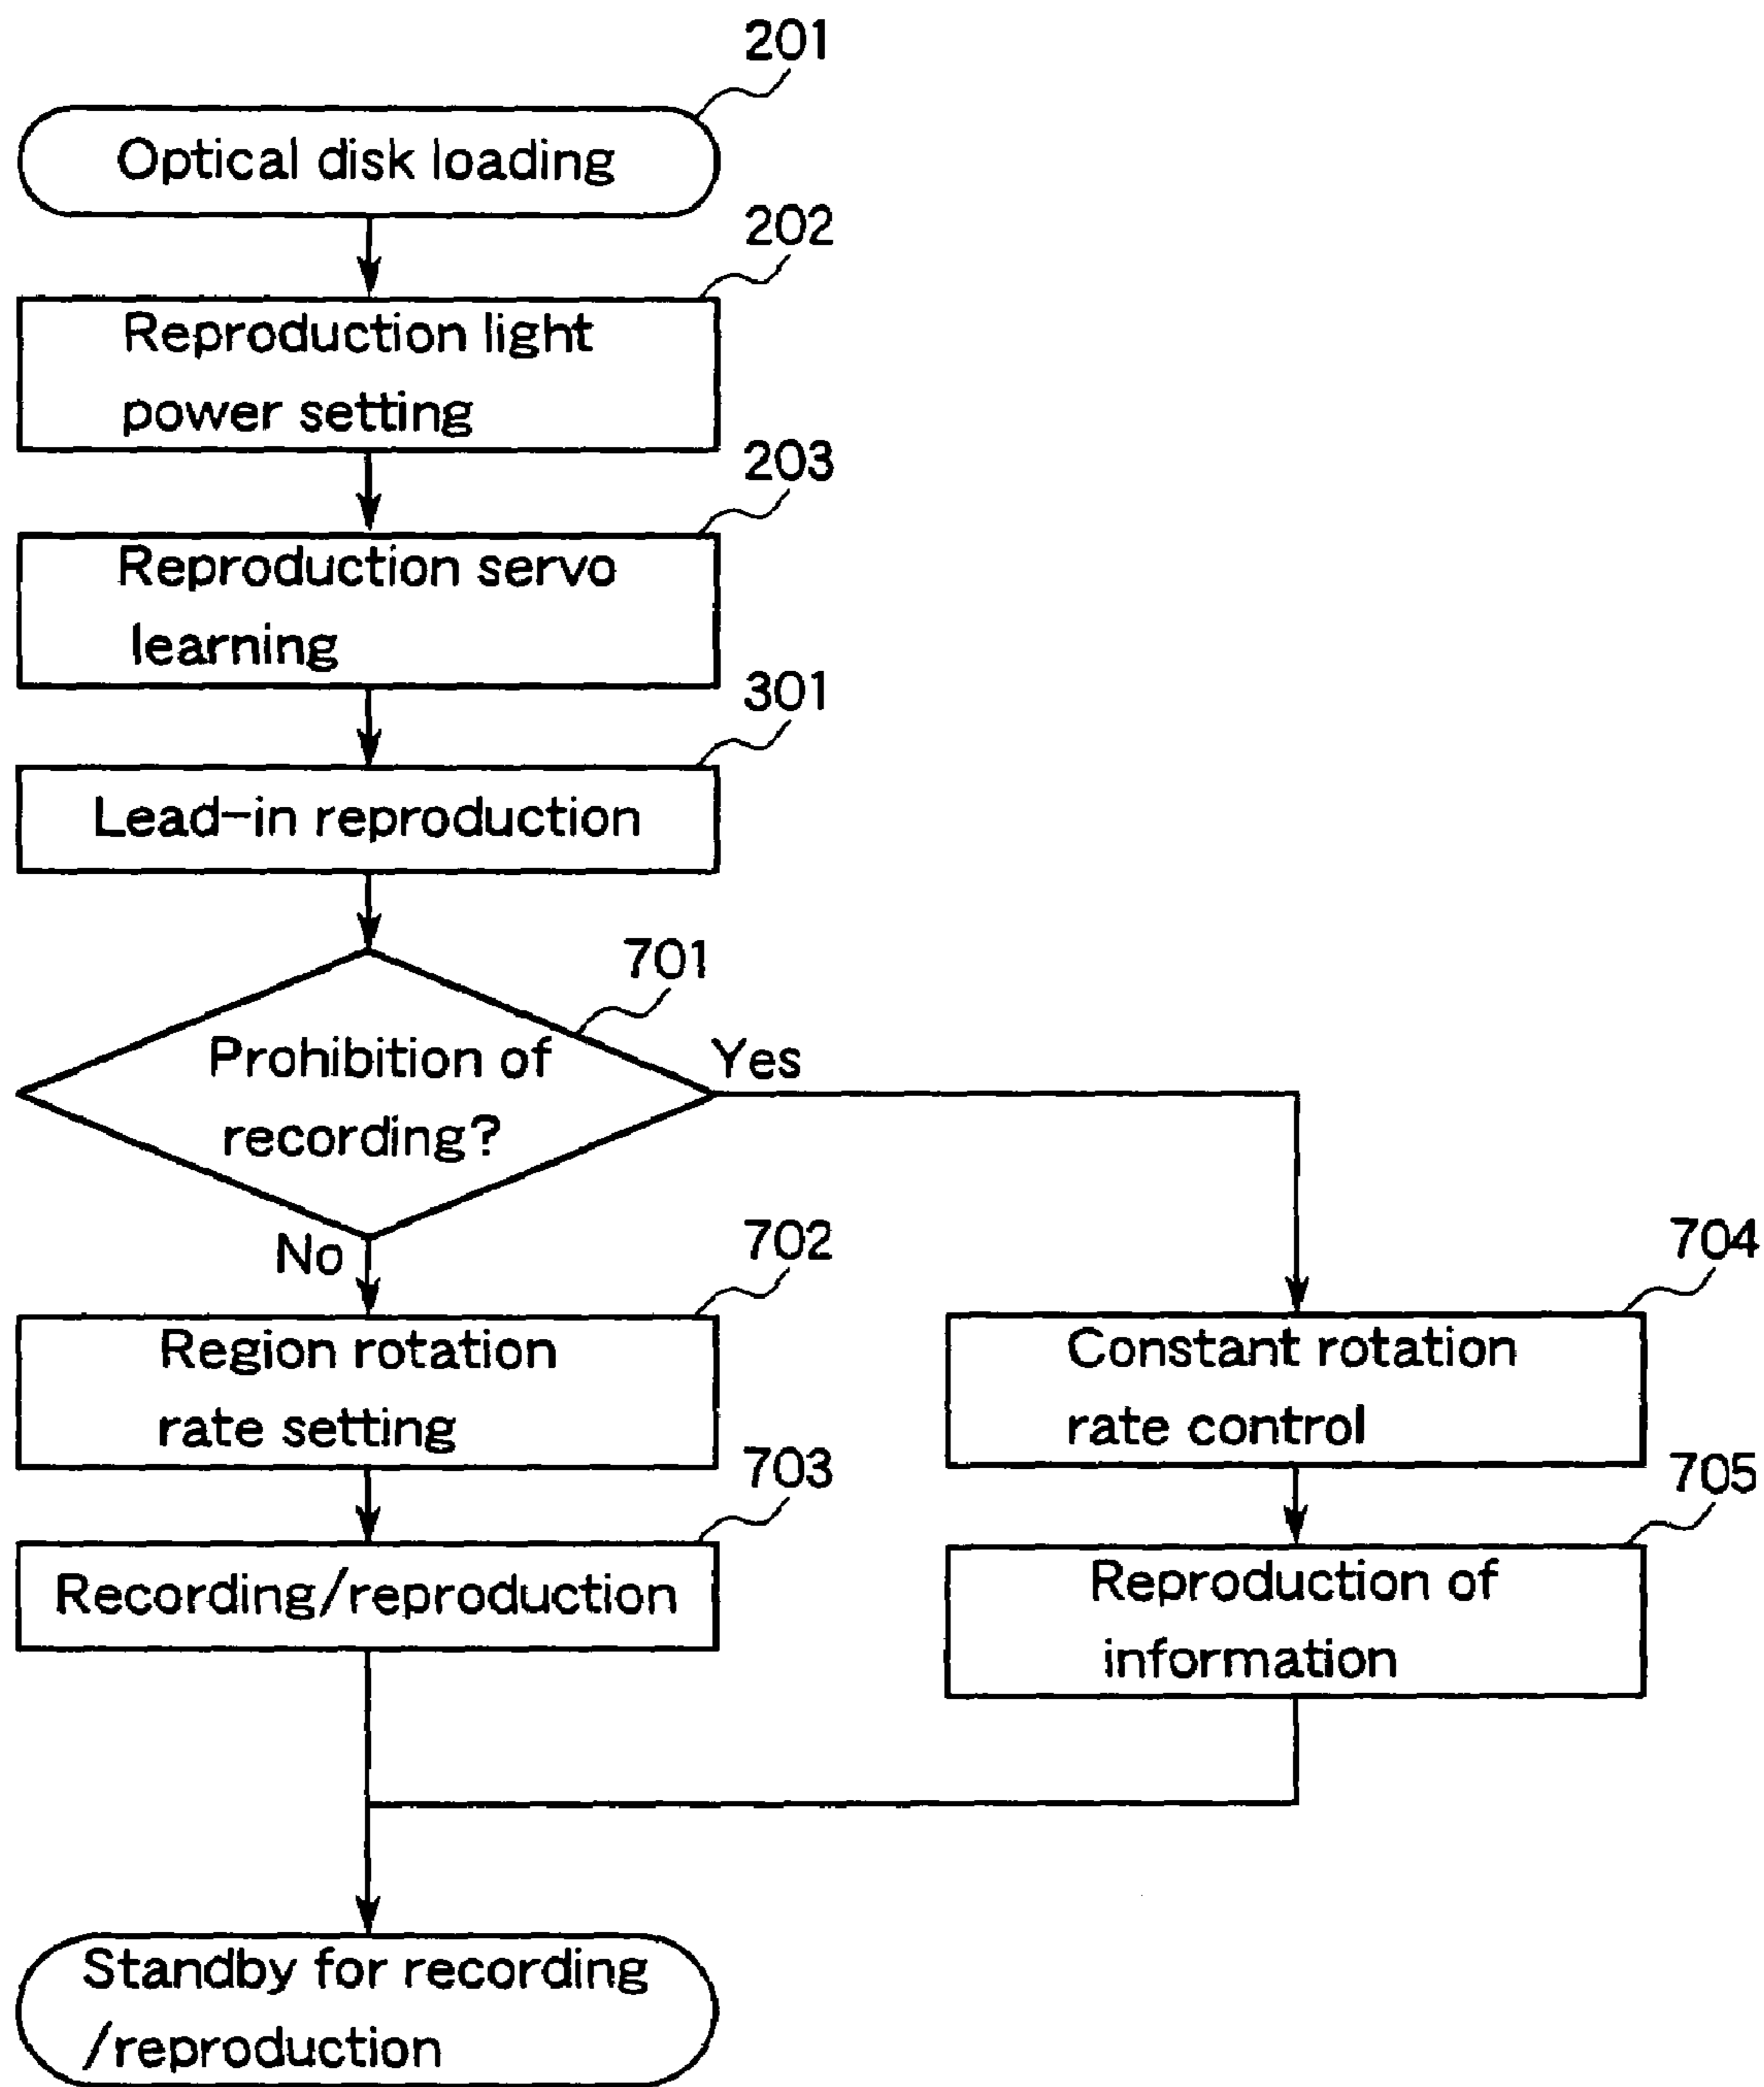 201
Optical disk loading
202
Reproduction light
power setting
203
Reproduction servo
learning
301
Lead-in reproduction
701
Prohibition of
recording?
Yes
No
702
Region rotation
rate setting
704
Constant rotation
rate control
703
Recording/reproduction
705
Reproduction of
information
Standby for recording
/reproduction